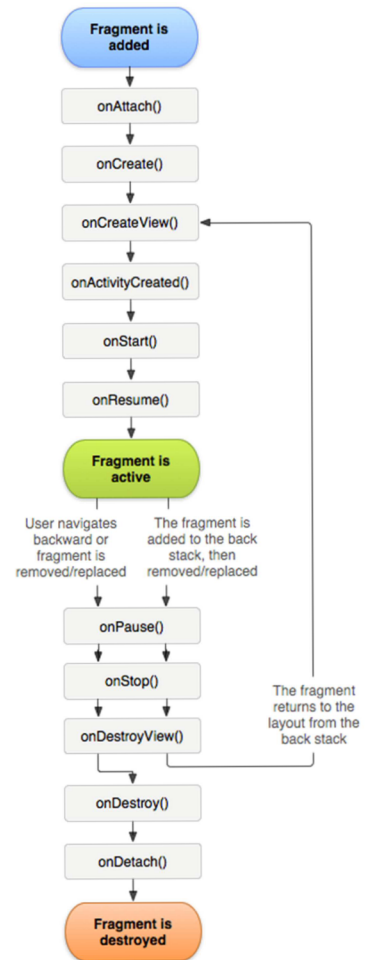 Fragment is
added
onAttach()
onCreate()
onCreateView()
onActivityCreated()
onStart()
onResume()
Fragment is
active
User navigates
backward or
fragment is
removed/replaced
The fragment is
added to the back
stack, then
removed/replaced
onPause()
onStop()
onDestroyView()
The fragment
returns to the
layout from the
back stack
onDestroy()
onDetach()
Fragment is
destroyed